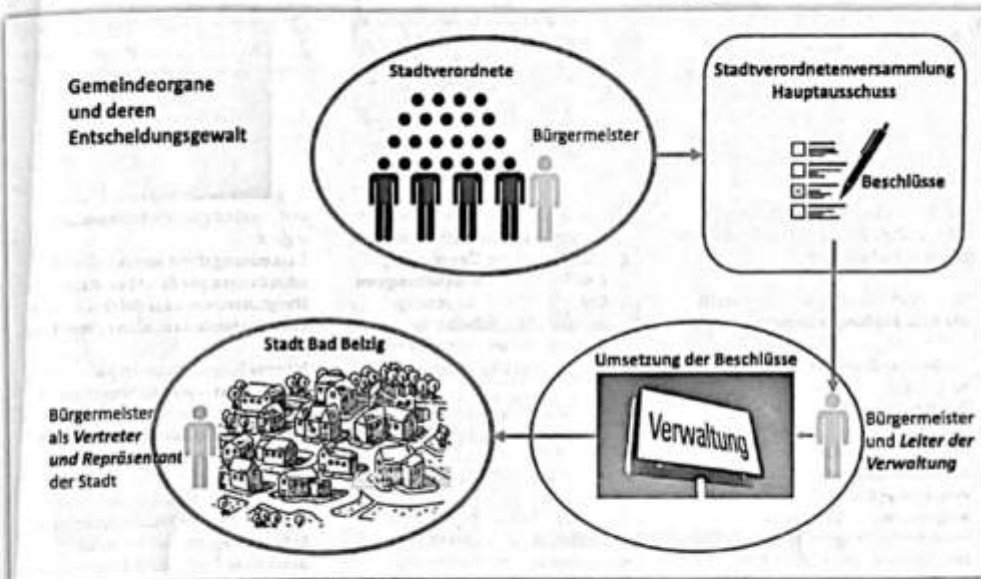 Gemeindeorgane
und deren
Entscheidungsgewalt
Stadtverordnete
Bürgermeister
Stadtverordnetenversammlung
Hauptausschuss
Beschlüsse
Stadt Bad Belzig
Bürgermeister
als Vertreter
und Repräsentant
der Stadt
Umsetzung der Beschlüsse
Verwaltung
Bürgermeister
und Leiter der
Verwaltung